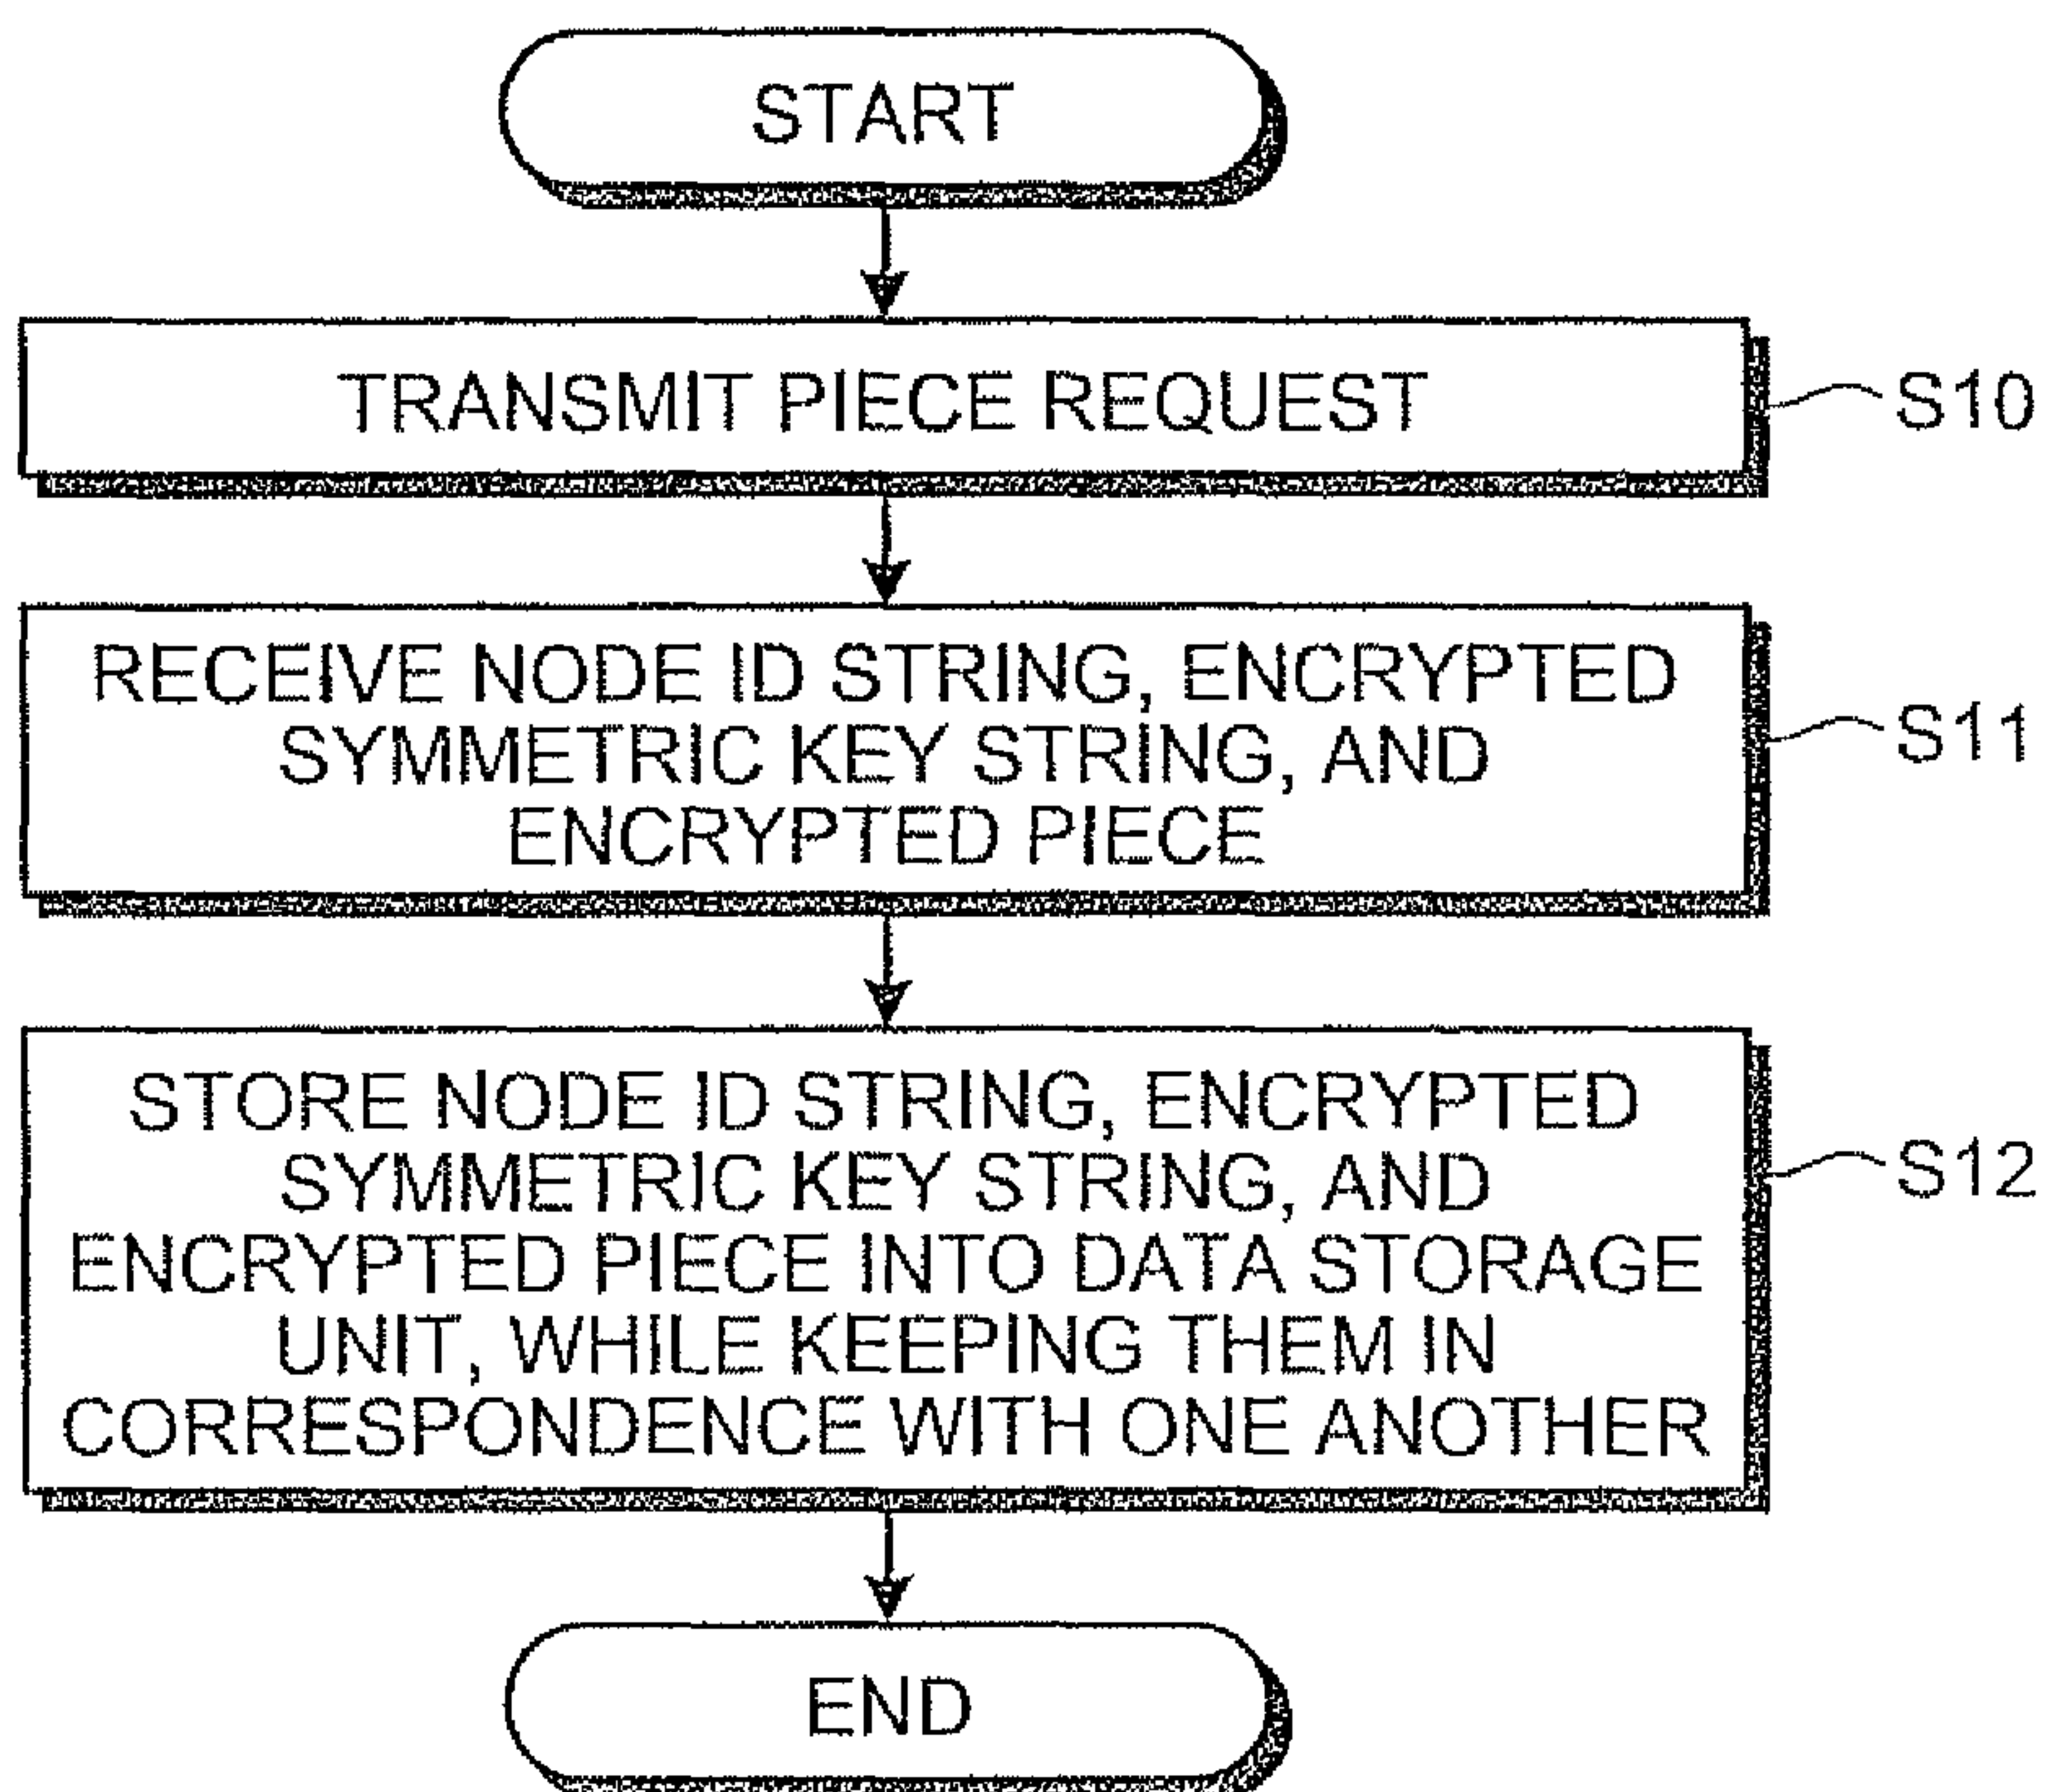 START
TRANSMIT PIECE REQUEST
S10
RECEIVE NODE ID STRING, ENCRYPTED
SYMMETRIC KEY STRING, AND
ENCRYPTED PIECE
S11
STORE NODE ID STRING, ENCRYPTED
SYMMETRIC KEY STRING, AND
ENCRYPTED PIECE INTO DATA STORAGE
UNIT, WHILE KEEPING THEM IN
CORRESPONDENCE WITH ONE ANOTHER
S12
END